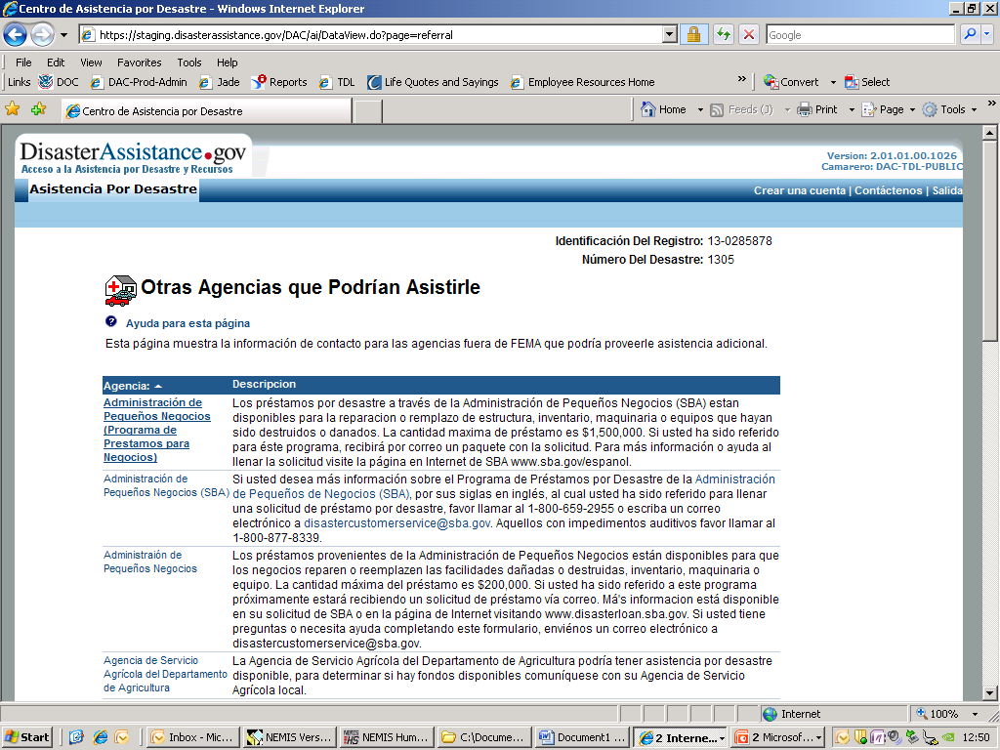 Centro de Asistencia por Desastre - Windows Internet Explorer
https://staging.disasterassistance.gov/DAC/ai/DataView.do?page=referral
Google
File Edit View Favorites Tools Help
Links DOC DAC-Prod-Admin Jade Reports TDL Life Quotes and Sayings Employee Resources Home » Convert Select
Centro de Asistencia por Desastre
Home Feeds (J) Print Page Tools »
DisasterAssistance.gov
Acceso a la Asistencia por Desastre y Recursos
Version: 2.01.01.00.1026
Camarero: DAC-TDL-PUBLIC
Asistencia Por Desastre
Crear una cuenta | Contáctenos | Salida
Identificación Del Registro: 13-0285878
Número Del Desastre: 1305
Otras Agencias que Podrían Asistirle
? Ayuda para esta página
Esta página muestra la información de contacto para las agencias fuera de FEMA que podría proveerle asistencia adicional.
Agencia: Descripcion
Administración de
Pequeños Negocios
(Programa de
Prestamos para
Negocios)
Los préstamos por desastre a través de la Administración de Pequeños Negocios (SBA) estan
disponibles para la reparacion o remplazo de estructura, inventario, maquinaria o equipos que hayan
sido destruidos o danados. La cantidad maxima de préstamo es $1,500,000. Si usted ha sido referido
para éste programa, recibirá por correo un paquete con la solicitud. Para más información o ayuda al
llenar la solicitud visite la página en Internet de SBA www.sba.gov/espanol.
Administración de
Pequeños Negocios (SBA)
Si usted desea más información sobre el Programa de Préstamos por Desastre de la Administración
de Pequeños de Negocios (SBA), por sus siglas en inglés, al cual usted ha sido referido para llenar
una solicitud de préstamo por desastre, favor llamar al 1-800-659-2955 o escriba un correo
electrónico a disastercustomerservice@sba.gov. Aquellos con impedimentos auditivos favor llamar al
1-800-877-8339.
Administraión de
Pequeños Negocios
Los préstamos provenientes de la Administración de Pequeños Negocios están disponibles para que
los negocios reparen o reemplazen las facilidades dañadas o destruidas, inventario, maquinaria o
equipo. La cantidad máxima del préstamo es $200,000. Si usted ha sido referido a este programa
próximamente estará recibiendo un solicitud de préstamo vía correo. Má's informacion está disponible
en su solicitud de SBA o en la página de Internet visitando www.disasterloan.sba.gov. Si usted tiene
preguntas o necesita ayuda completando este formulario, enviénos un correo electrónico a
disastercustomerservice@sba.gov.
Agencia de Servicio
Agrícola del Departamento
de Agricultura
La Agencia de Servicio Agrícola del Departamento de Agricultura podría tener asistencia por desastre
disponible, para determinar si hay fondos disponibles comuníquese con su Agencia de Servicio
Agrícola local.
Internet 100%
Start Inbox - Mic... NEMIS Vers... NEMIS Hum... C:\Docume... Document1 ... 2 Interne... 2 Microsof... 12:50